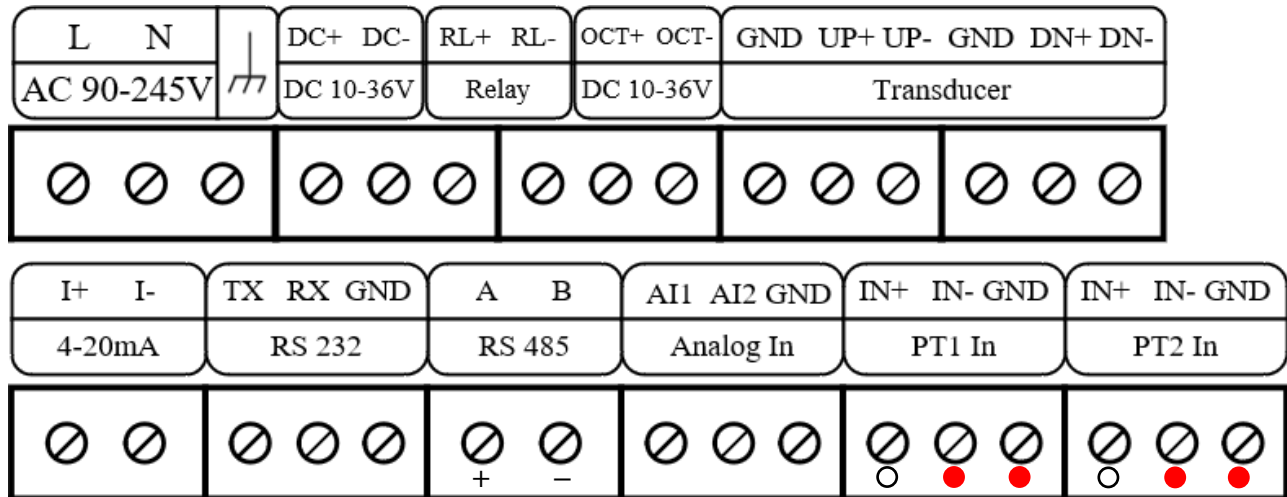 L N DC+ DC- RL+ RL- OCT+ OCT- GND UP+ UP- GND DN+ DN-
AC 90-245V DC 10-36V Relay DC 10-36V Transducer
I+ I- TX RX GND A B AI1 AI2 GND IN+ IN- GND IN+ IN- GND
4-20mA RS 232 RS 485 Analog In PT1 In PT2 In
+ –